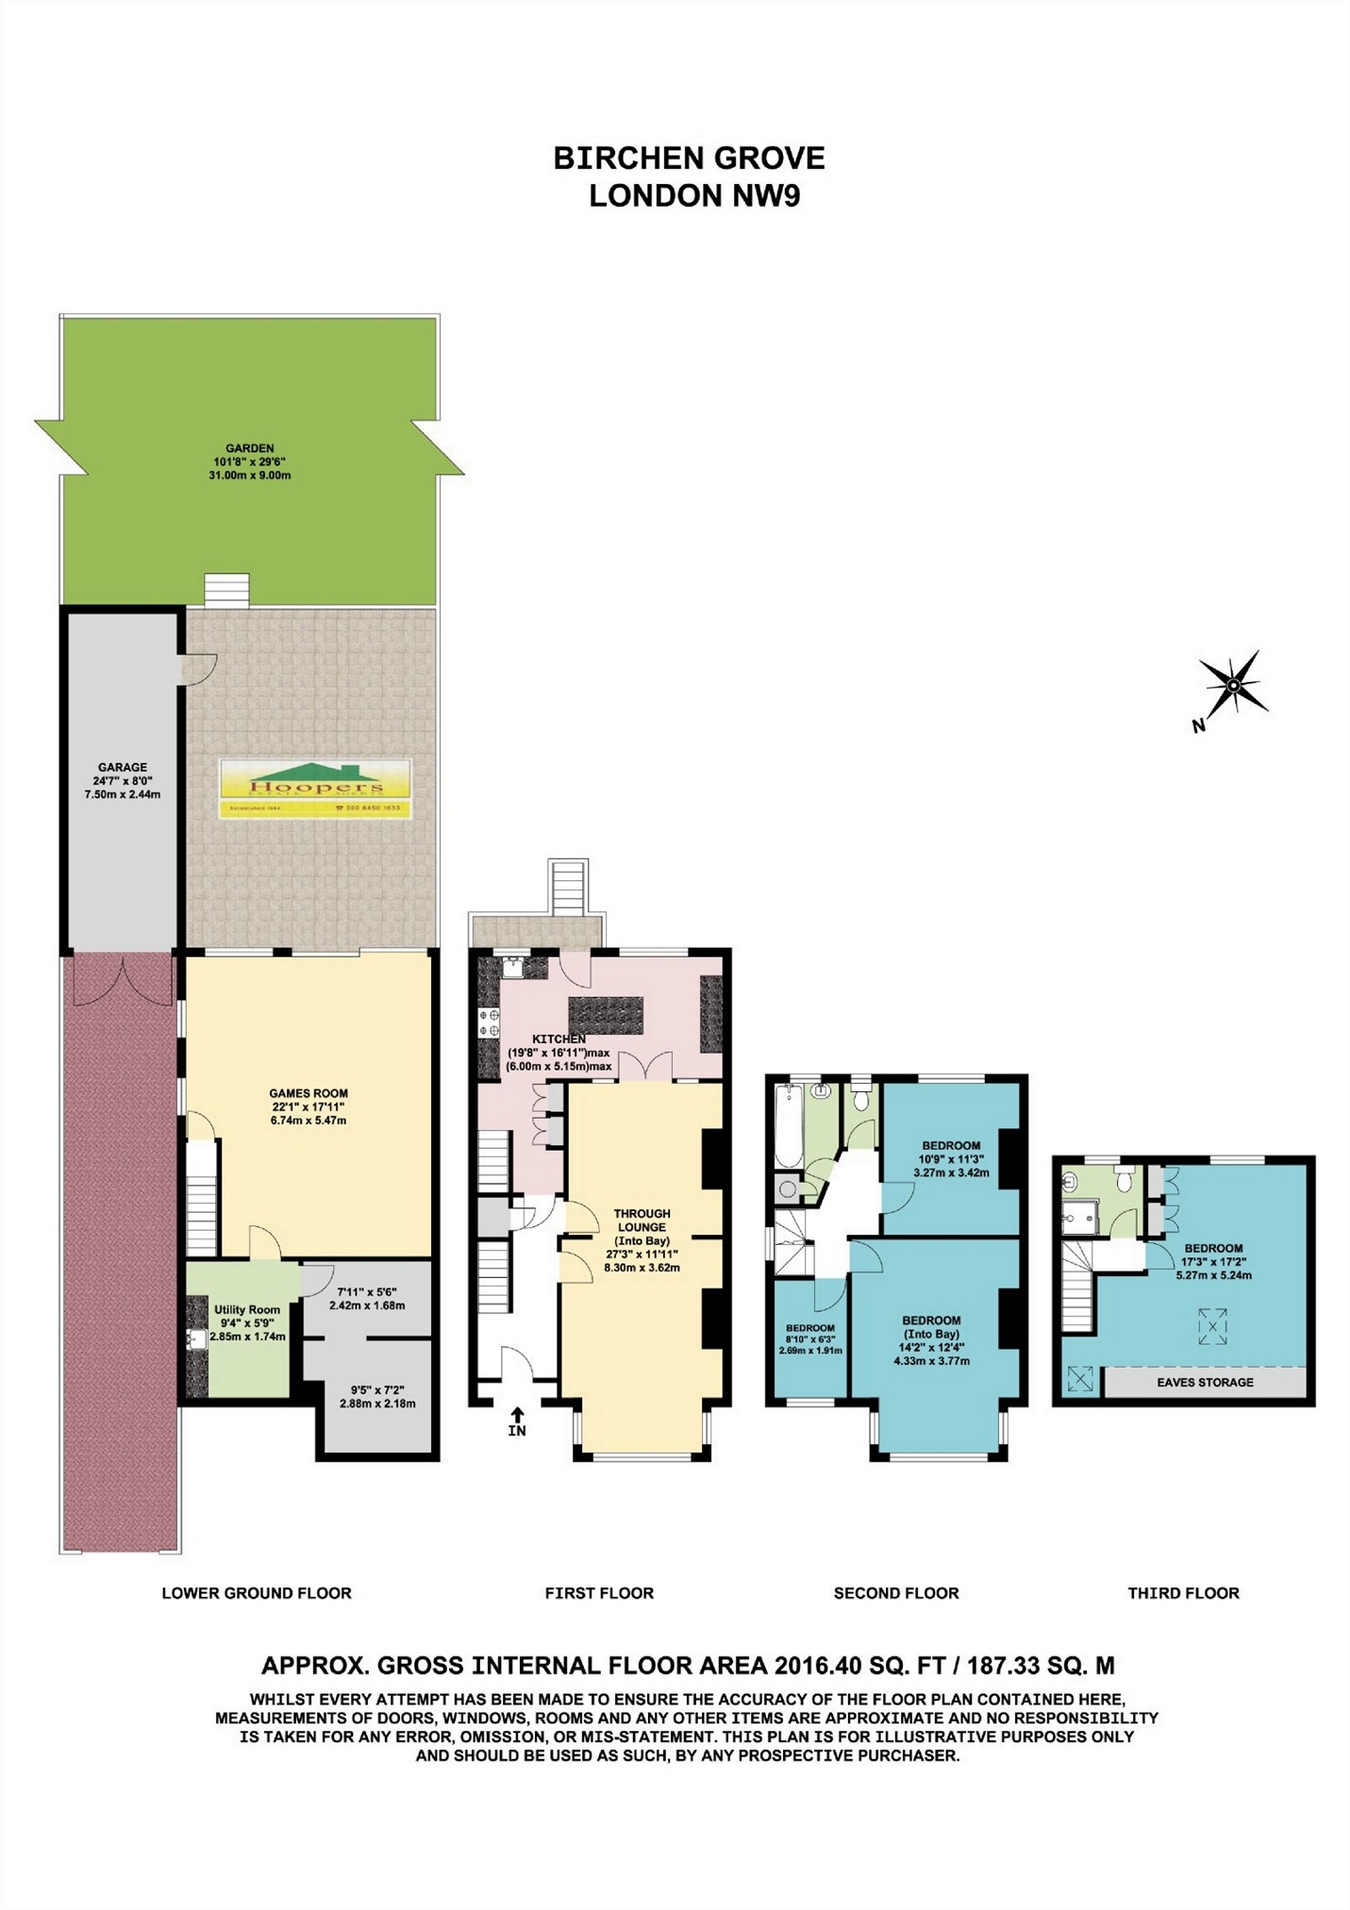 BIRCHEN GROVE
LONDON NW9
GARDEN
101'8" x 29'6"
31.00m x 9.00m
GARAGE
24'7" x 8'0"
7.50m x 2.44m
Hoopers
ESTATE AGENTS
Established 1984
☎ 020 8450 1633
N
GAMES ROOM
22'1" x 17'11"
6.74m x 5.47m
Utility Room
9'4" x 5'9"
2.85m x 1.74m
7'11" x 5'6"
2.42m x 1.68m
9'5" x 7'2"
2.88m x 2.18m
KITCHEN
(19'8" x 16'11")max
(6.00m x 5.15m)max
THROUGH
LOUNGE
(Into Bay)
27'3" x 11'11"
8.30m x 3.62m
IN
BEDROOM
10'9" x 11'3"
3.27m x 3.42m
BEDROOM
8'10" x 6'3"
2.69m x 1.91m
BEDROOM
(Into Bay)
14'2" x 12'4"
4.33m x 3.77m
BEDROOM
17'3" x 17'2"
5.27m x 5.24m
EAVES STORAGE
LOWER GROUND FLOOR
FIRST FLOOR
SECOND FLOOR
THIRD FLOOR
APPROX. GROSS INTERNAL FLOOR AREA 2016.40 SQ. FT / 187.33 SQ. M
WHILST EVERY ATTEMPT HAS BEEN MADE TO ENSURE THE ACCURACY OF THE FLOOR PLAN CONTAINED HERE,
MEASUREMENTS OF DOORS, WINDOWS, ROOMS AND ANY OTHER ITEMS ARE APPROXIMATE AND NO RESPONSIBILITY
IS TAKEN FOR ANY ERROR, OMISSION, OR MIS-STATEMENT. THIS PLAN IS FOR ILLUSTRATIVE PURPOSES ONLY
AND SHOULD BE USED AS SUCH, BY ANY PROSPECTIVE PURCHASER.